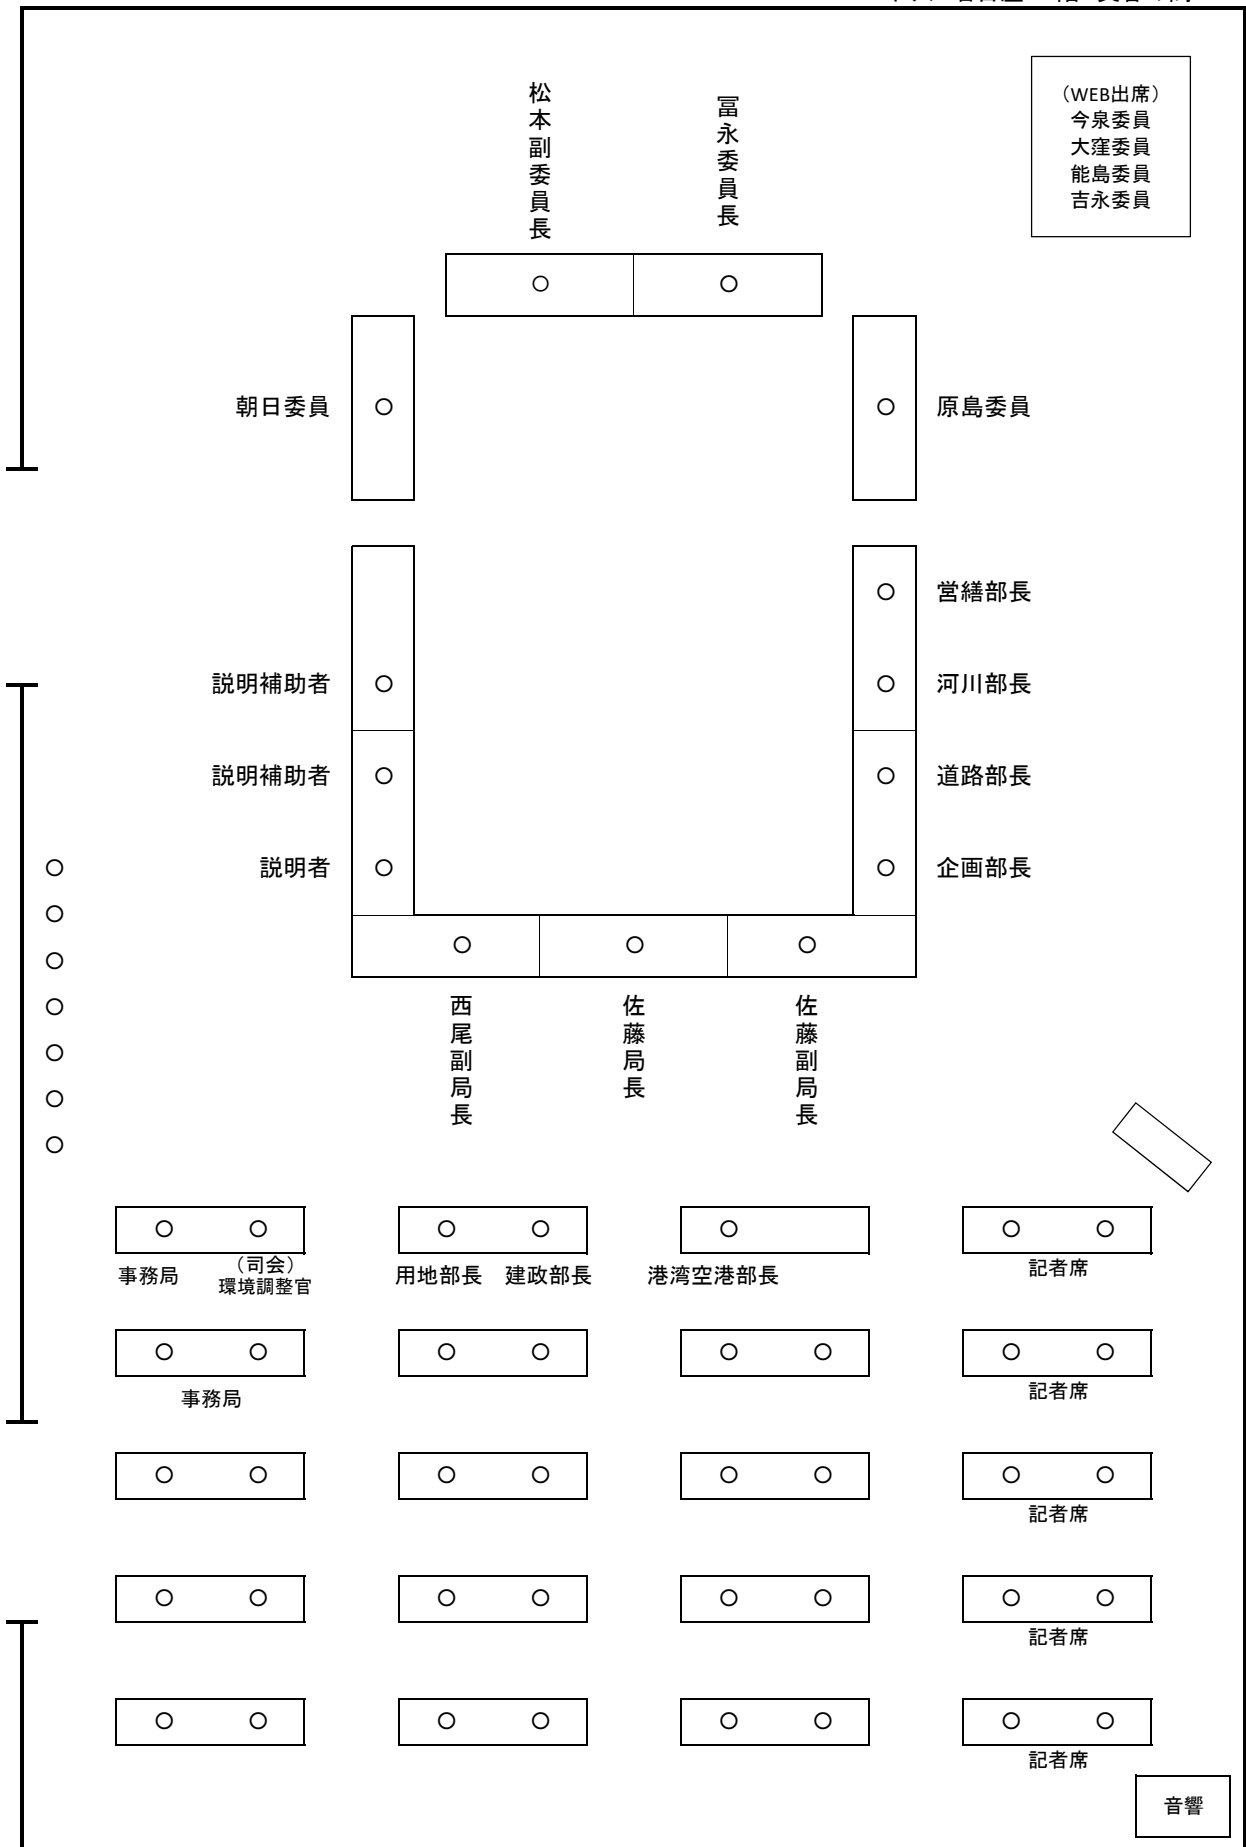 （WEB出席）
今泉委員
大窪委員
能島委員
吉永委員
松本副委員長
冨永委員長
朝日委員
原島委員
営繕部長
説明補助者
河川部長
説明補助者
道路部長
説明者
企画部長
西尾副局長
佐藤局長
佐藤副局長
事務局
（司会）
環境調整官
用地部長
建政部長
港湾空港部長
記者席
事務局
記者席
記者席
記者席
記者席
音響